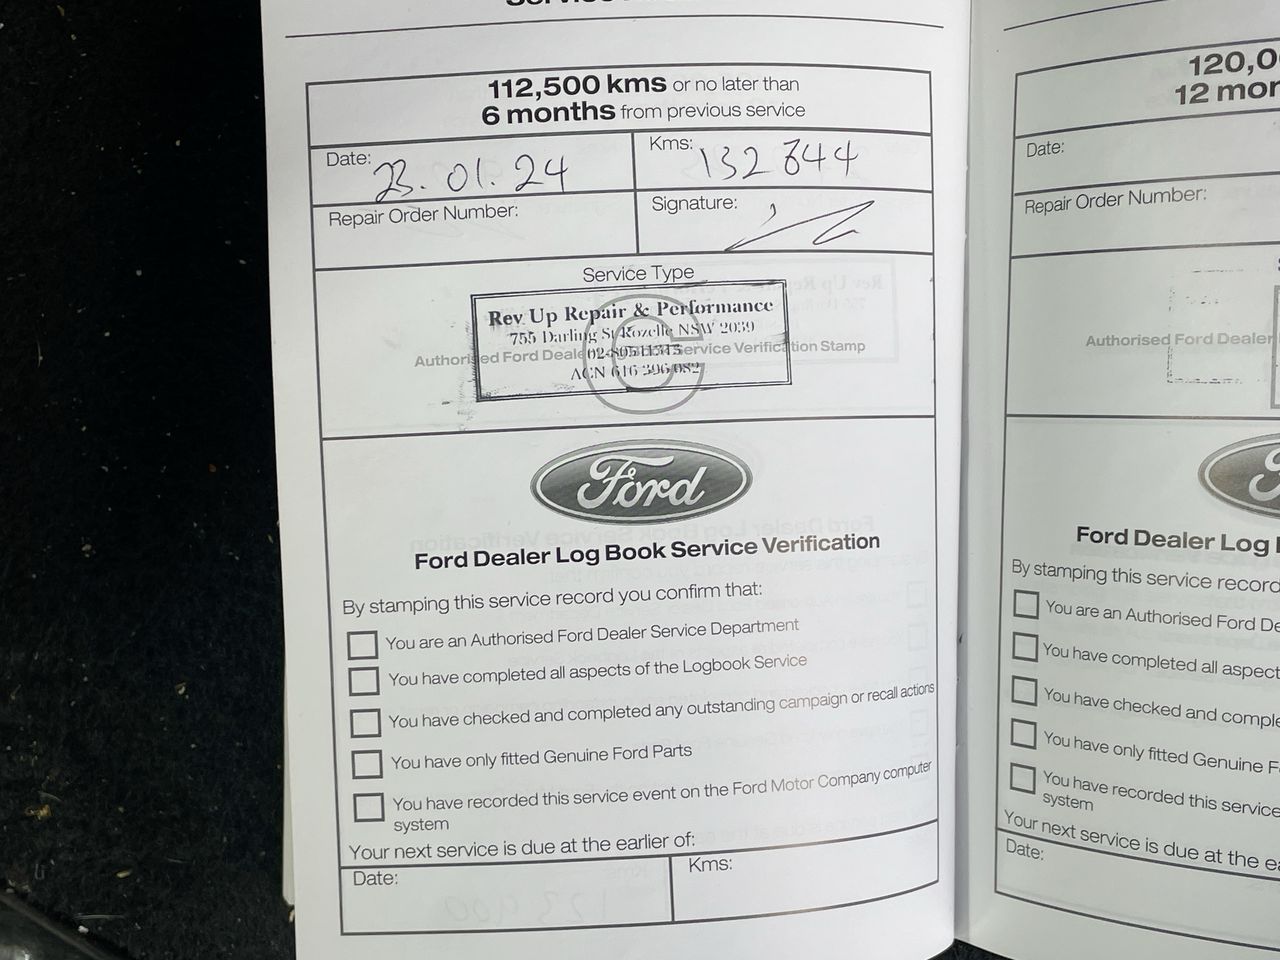 112,500 kms or no later than
6 months from previous service
Date: 23.01.24
Kms: 132 844
Repair Order Number:
Signature:
Service Type
Rev Up Repair & Performance
755 Darling St Rozelle NSW 2039
Authorised Ford Dealer Service Verification Stamp
ACN 616 396 082
C
Ford
Ford Dealer Log Book Service Verification
By stamping this service record you confirm that:
You are an Authorised Ford Dealer Service Department
You have completed all aspects of the Logbook Service
You have checked and completed any outstanding campaign or recall actions
You have only fitted Genuine Ford Parts
You have recorded this service event on the Ford Motor Company computer
system
Your next service is due at the earlier of:
Date:
Kms:
120,0
12 mor
Date:
Repair Order Number:
Authorised Ford Dealer
Ford Dealer Log
By stamping this service record
You are an Authorised Ford De
You have completed all aspect
You have checked and comple
You have only fitted Genuine F
You have recorded this service
system
Your next service is due at the ea
Date: